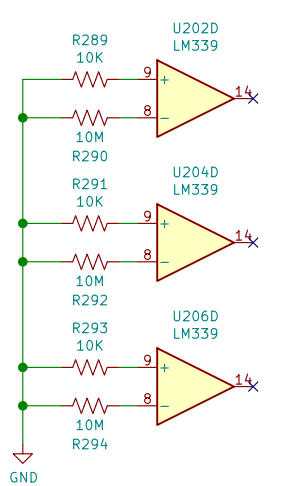 U202D
LM339
R289
10K
9
+
14
8
−
10M
R290
U204D
LM339
R291
10K
9
+
14
8
−
10M
R292
U206D
LM339
R293
10K
9
+
14
8
−
10M
R294
GND